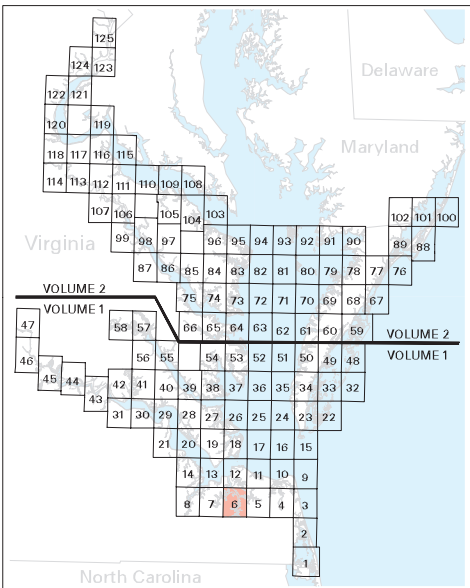 125
124 123
Delaware
122 121
120 119
Maryland
118 117 116 115
114 113 112 111 110 109 108
107 106 105 104 103 102 101 100
Virginia
99 98 97 96 95 94 93 92 91 90 89 88
87 86 85 84 83 82 81 80 79 78 77 76
VOLUME 2
75 74 73 72 71 70 69 68 67
VOLUME 1
47 58 57 66 65 64 63 62 61 60 59
VOLUME 2
46 56 55 54 53 52 51 50 49 48
VOLUME 1
45 44 43 42 41 40 39 38 37 36 35 34 33 32
31 30 29 28 27 26 25 24 23 22
21 20 19 18 17 16 15
14 13 12 11 10 9
8 7 6 5 4 3
2
1
North Carolina